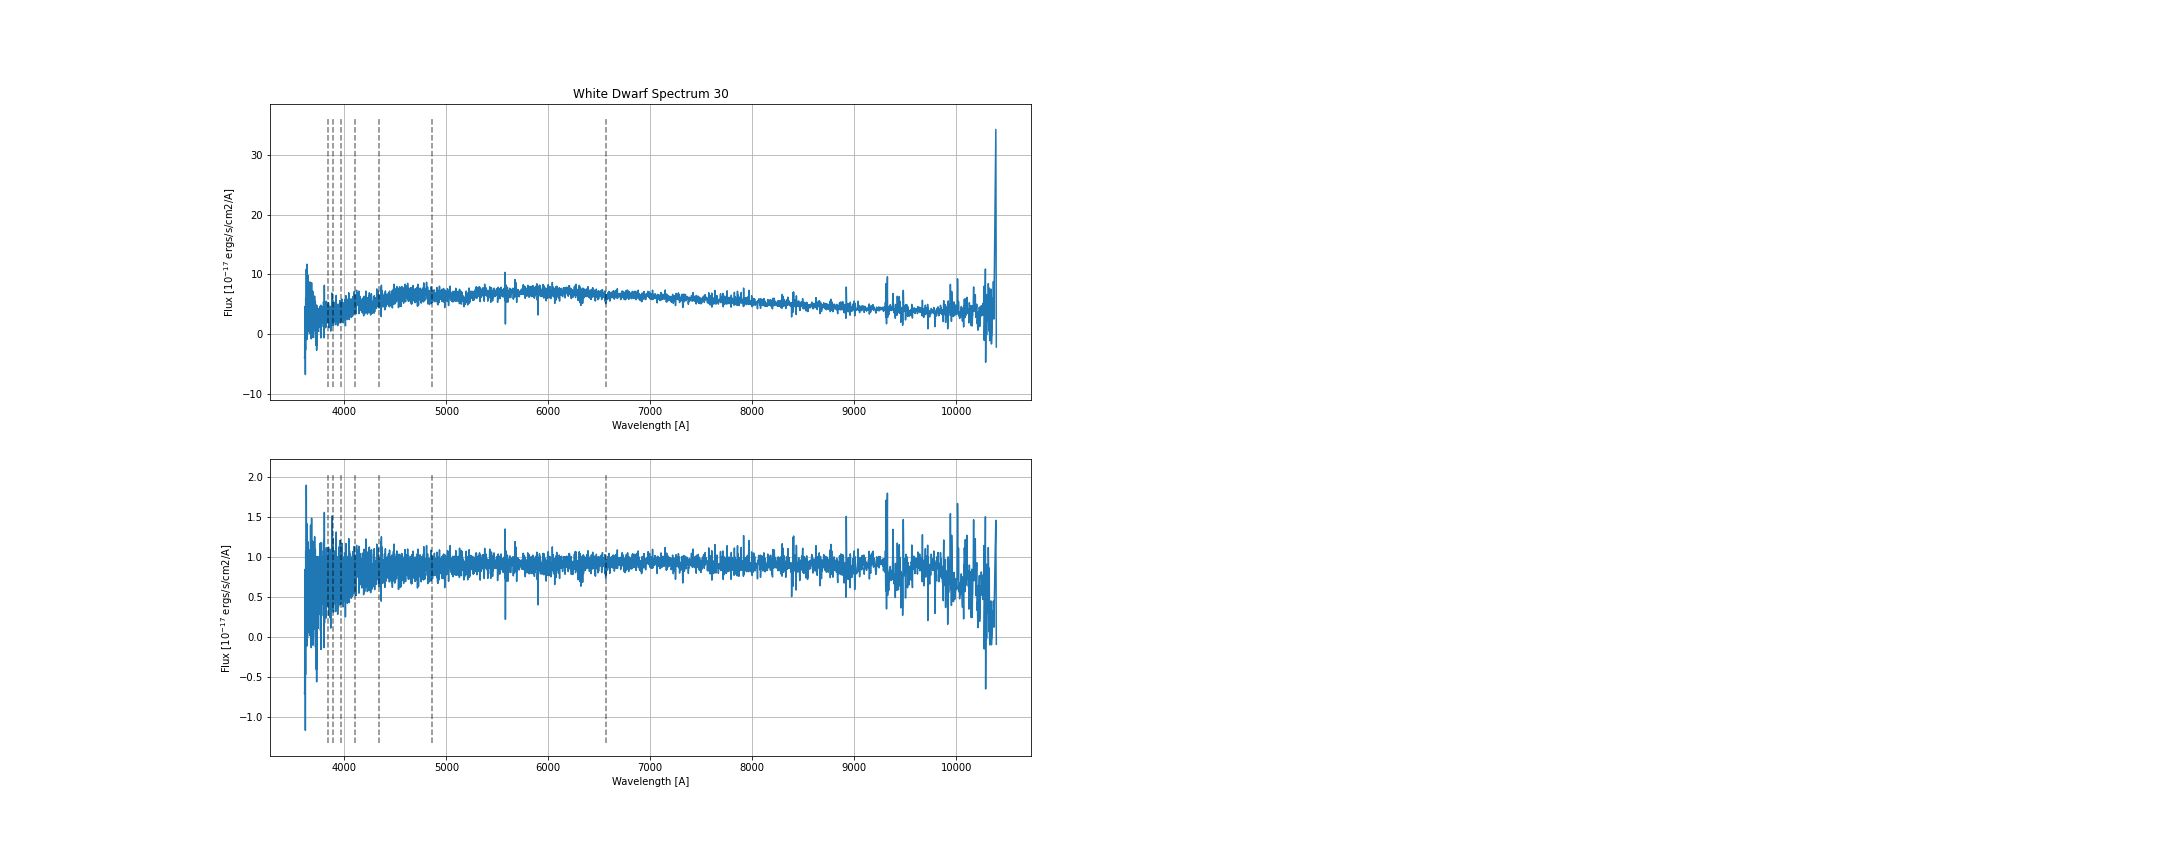 White Dwarf Spectrum 30
Flux [10⁻¹⁷ ergs/s/cm2/A]
30
20
10
0
−10
4000 5000 6000 7000 8000 9000 10000
Wavelength [A]
Flux [10⁻¹⁷ ergs/s/cm2/A]
2.0
1.5
1.0
0.5
0.0
−0.5
−1.0
4000 5000 6000 7000 8000 9000 10000
Wavelength [A]